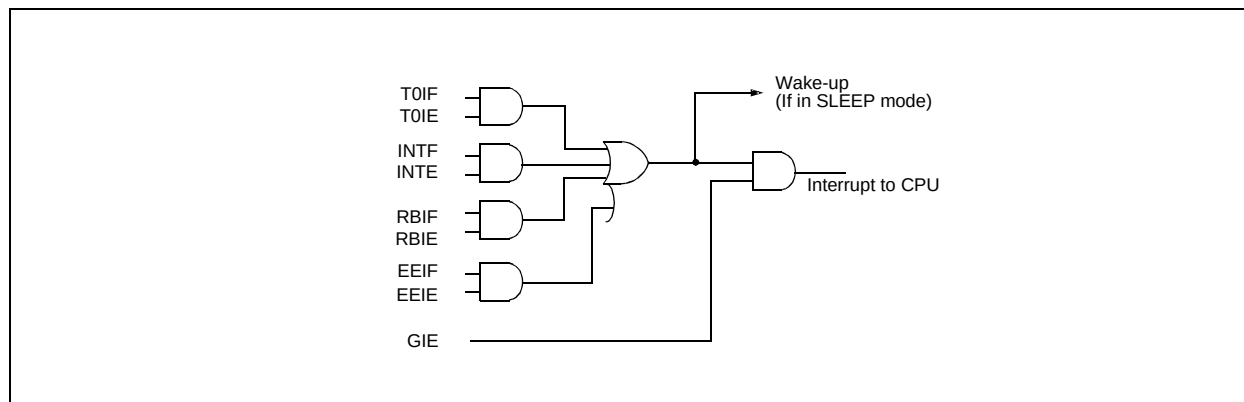 T0IF
T0IE
INTF
INTE
RBIF
RBIE
EEIF
EEIE
GIE
Wake-up
(If in SLEEP mode)
Interrupt to CPU